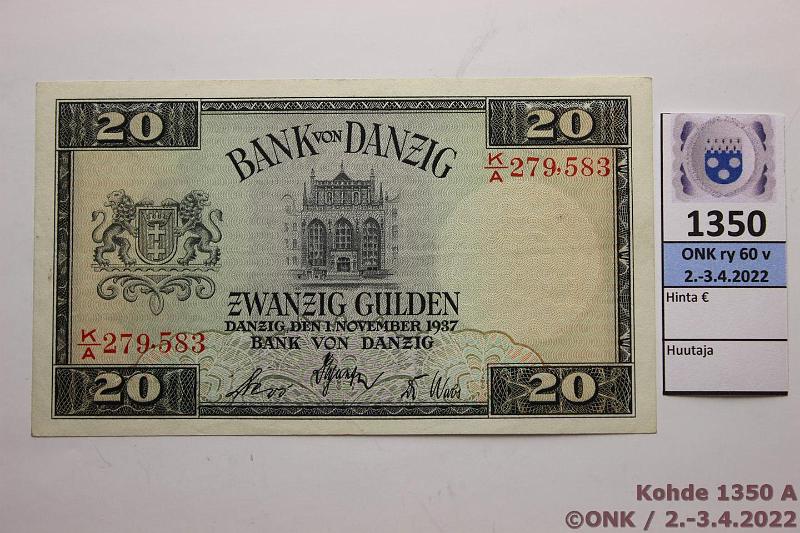 20 20
BANK VON DANZIG
K/A 279,583
ZWANZIG GULDEN
DANZIG, DEN 1. NOVEMBER 1937
BANK VON DANZIG
K/A 279,583
20 20
1350
ONK ry 60 v
2.-3.4.2022
Hinta €
Huutaja
Kohde 1350 A
©ONK / 2.-3.4.2022